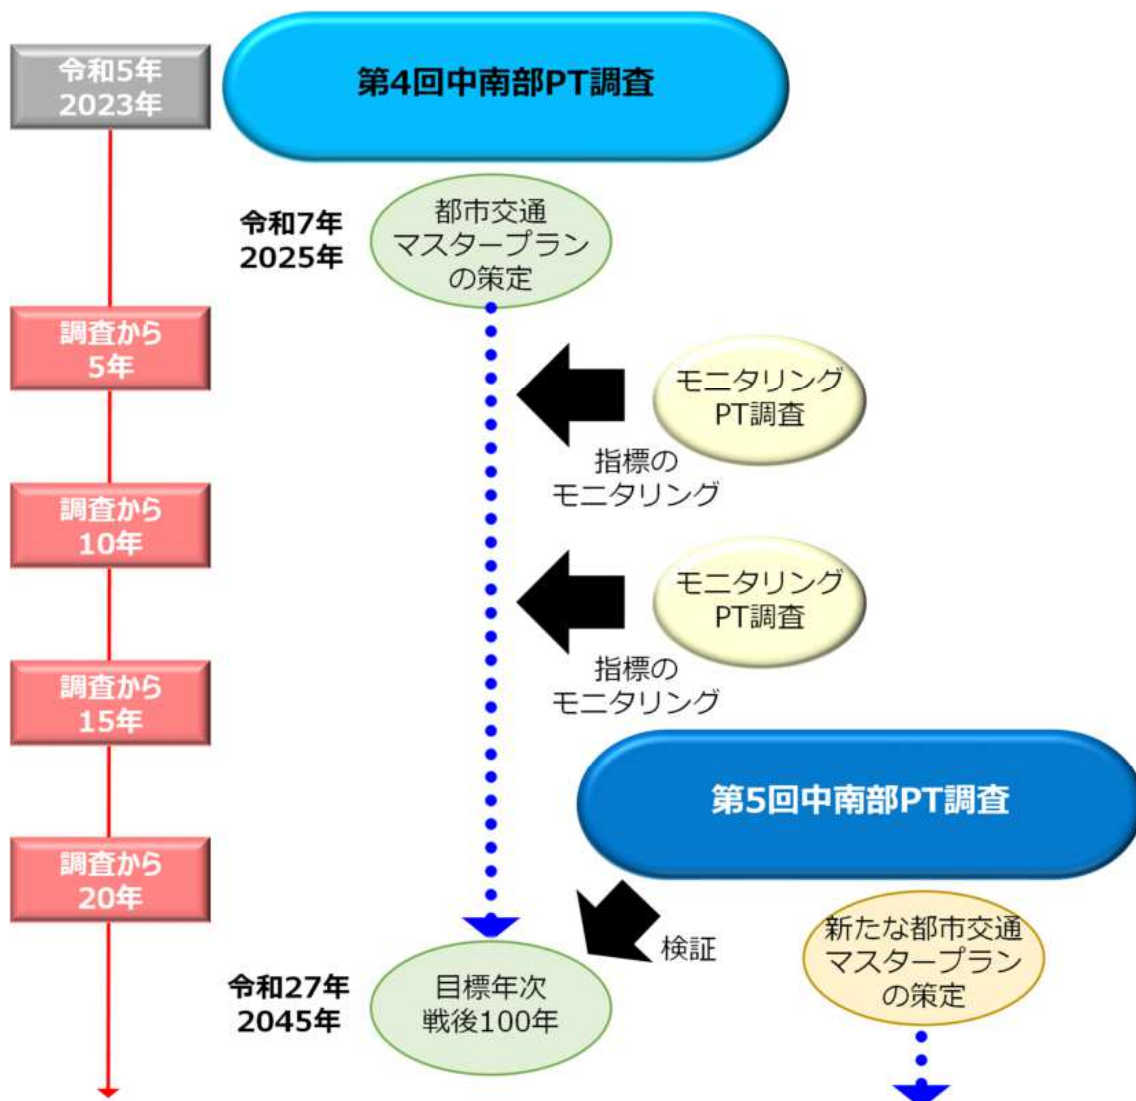 令和5年
2023年
第4回中南部PT調査
令和7年
2025年
都市交通
マスタープラン
の策定
調査から
5年
モニタリング
PT調査
指標の
モニタリング
調査から
10年
モニタリング
PT調査
指標の
モニタリング
調査から
15年
第5回中南部PT調査
調査から
20年
検証
新たな都市交通
マスタープラン
の策定
令和27年
2045年
目標年次
戦後100年